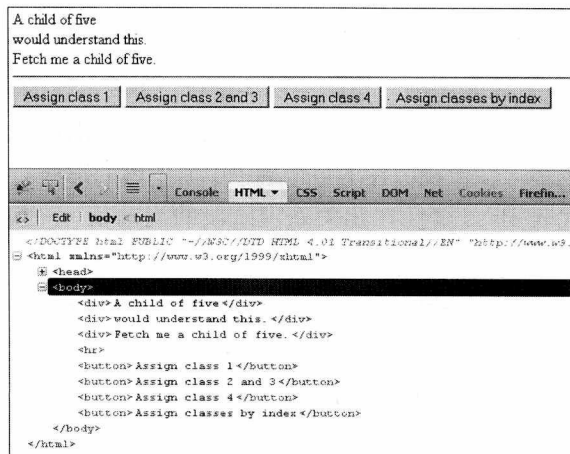 A child of five
would understand this.
Fetch me a child of five.
Assign class 1 Assign class 2 and 3 Assign class 4 Assign classes by index
Console HTML CSS Script DOM Net Cookies Firefin...
Edit body < html
<!DOCTYPE html PUBLIC "-//W3C//DTD HTML 4.01 Transitional//EN" "http://www.w3.
<html xmlns="http://www.w3.org/1999/xhtml">
<head>
<body>
<div>A child of five</div>
<div>would understand this.</div>
<div>Fetch me a child of five.</div>
<hr>
<button>Assign class 1</button>
<button>Assign class 2 and 3</button>
<button>Assign class 4</button>
<button>Assign classes by index</button>
</body>
</html>